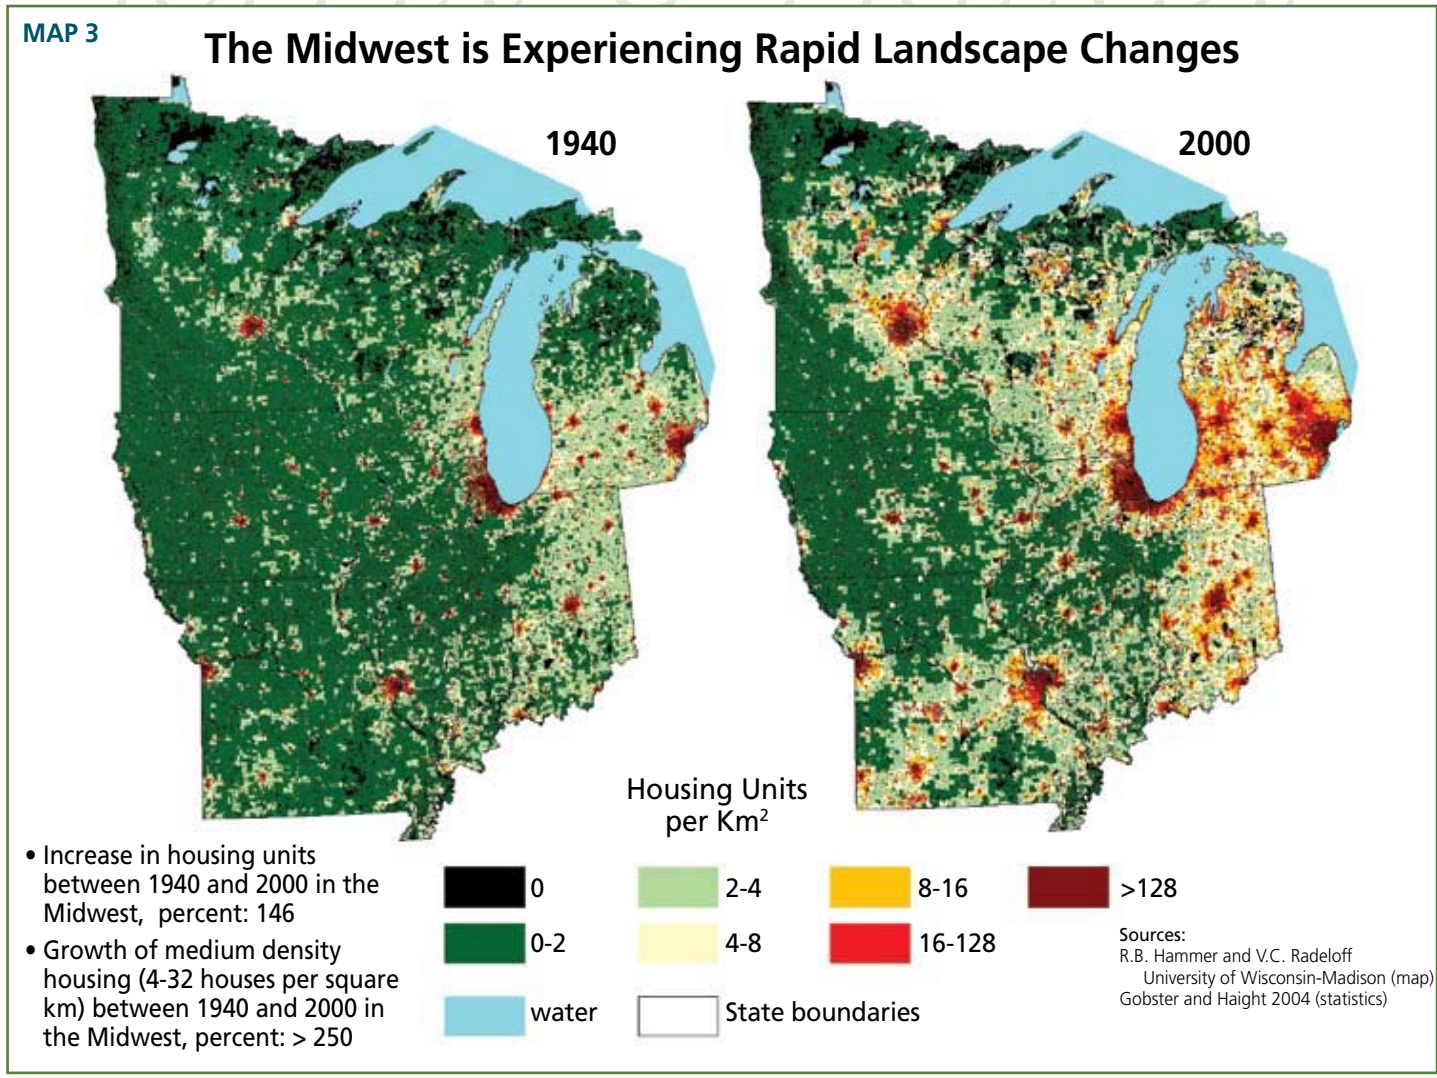 MAP 3
The Midwest is Experiencing Rapid Landscape Changes
1940
2000
Housing Units
per Km²
• Increase in housing units
between 1940 and 2000 in the
Midwest, percent: 146
• Growth of medium density
housing (4-32 houses per square
km) between 1940 and 2000 in
the Midwest, percent: > 250
0
2-4
8-16
>128
0-2
4-8
16-128
water
State boundaries
Sources:
R.B. Hammer and V.C. Radeloff
University of Wisconsin-Madison (map)
Gobster and Haight 2004 (statistics)